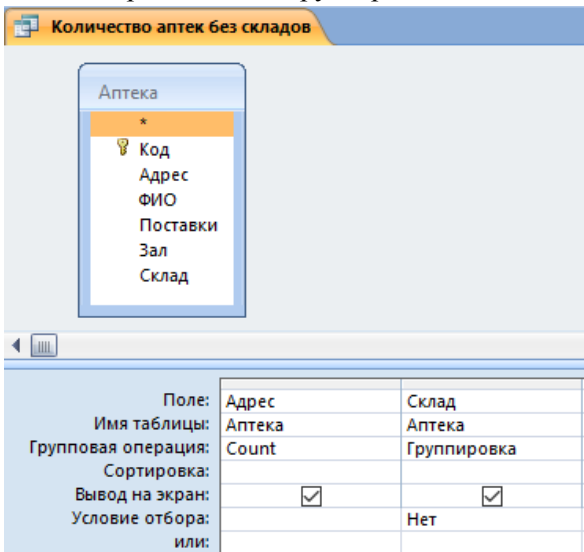 Количество аптек без складов
Аптека
*
Код
Адрес
ФИО
Поставки
Зал
Склад
Поле: Адрес Склад
Имя таблицы: Аптека Аптека
Групповая операция: Count Группировка
Сортировка:
Вывод на экран:
Условие отбора: Нет
или: